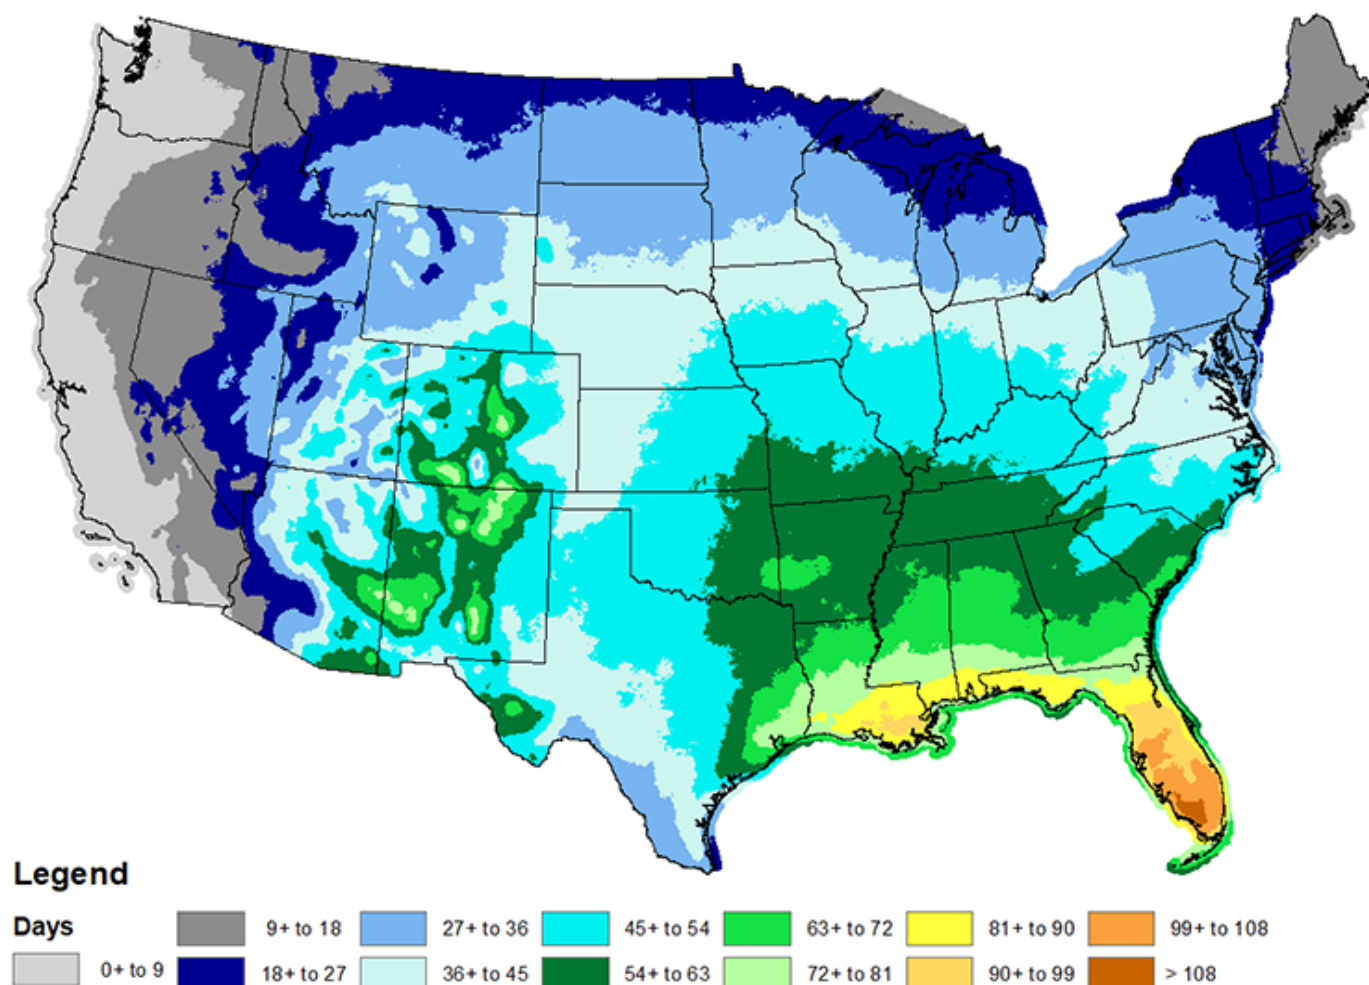 Legend
Days
9+ to 18
27+ to 36
45+ to 54
63+ to 72
81+ to 90
99+ to 108
0+ to 9
18+ to 27
36+ to 45
54+ to 63
72+ to 81
90+ to 99
> 108